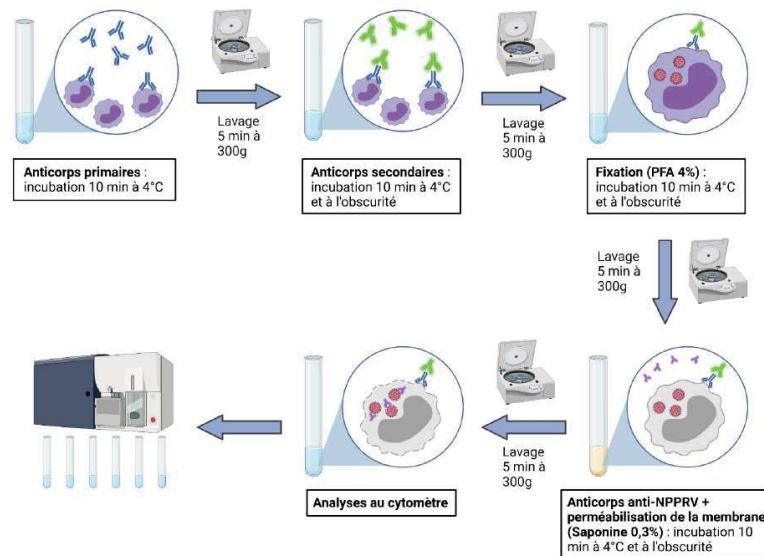 Lavage
5 min à
300g
Lavage
5 min à
300g
Anticorps primaires :
incubation 10 min à 4°C
Anticorps secondaires :
incubation 10 min à 4°C
et à l'obscurité
Fixation (PFA 4%) :
incubation 10 min à 4°C
et à l'obscurité
Lavage
5 min à
300g
Lavage
5 min à
300g
Analyses au cytomètre
Anticorps anti-NPPRV +
perméabilisation de la membrane
(Saponine 0,3%) : incubation 10
min à 4°C et à l'obscurité